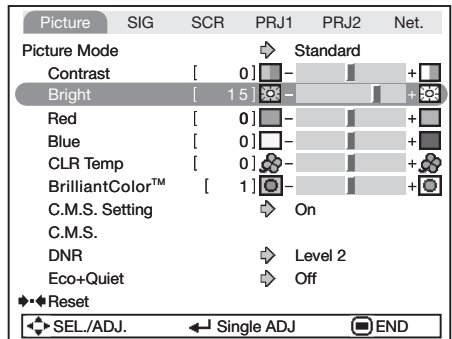 Picture SIG SCR PRJ1 PRJ2 Net.
Picture Mode Standard
Contrast [ 0] - +
Bright [ 15] - +
Red [ 0] - +
Blue [ 0] - +
CLR Temp [ 0] - +
BrilliantColor™ [ 1] - +
C.M.S. Setting On
C.M.S.
DNR Level 2
Eco+Quiet Off
Reset
SEL./ADJ. Single ADJ END